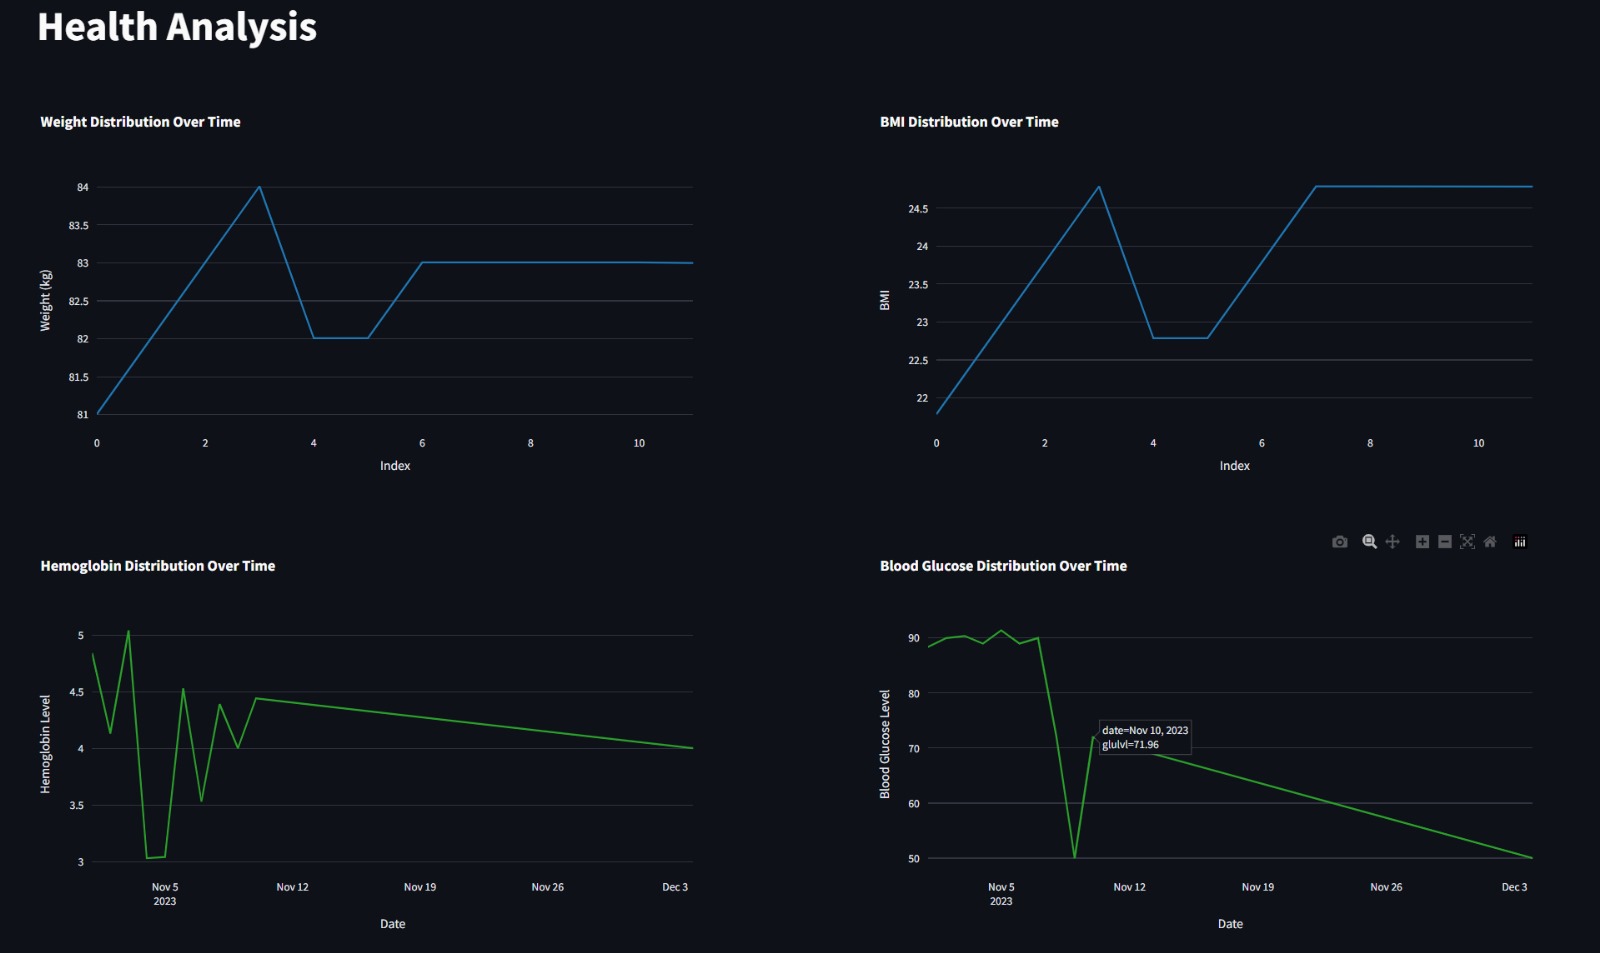 Health Analysis
Weight Distribution Over Time
84
83.5
83
82.5
82
81.5
81
Weight (kg)
0 2 4 6 8 10
Index
BMI Distribution Over Time
24.5
24
23.5
23
22.5
22
BMI
0 2 4 6 8 10
Index
Hemoglobin Distribution Over Time
5
4.5
4
3.5
3
Hemoglobin Level
Nov 5 Nov 12 Nov 19 Nov 26 Dec 3
2023
Date
Blood Glucose Distribution Over Time
90
80
70
60
50
Blood Glucose Level
date=Nov 10, 2023
glulvl=71.96
Nov 5 Nov 12 Nov 19 Nov 26 Dec 3
2023
Date